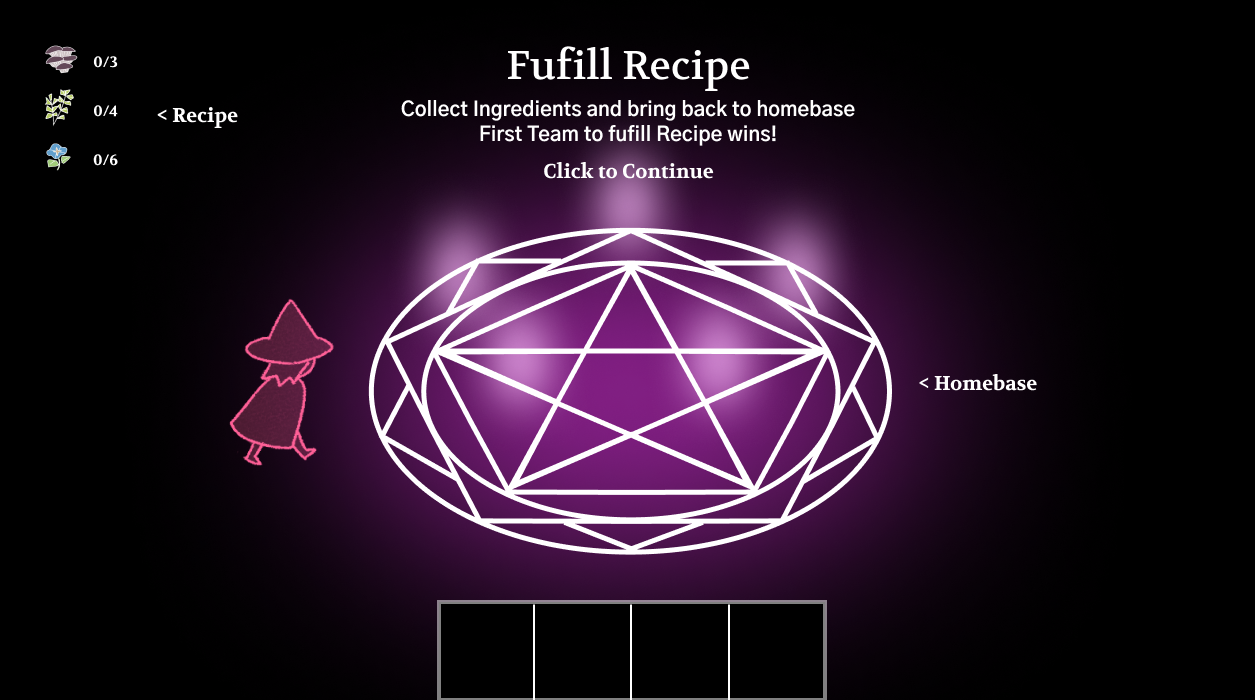 Fufill Recipe
Collect Ingredients and bring back to homebase
First Team to fufill Recipe wins!
Click to Continue
0/3
0/4
< Recipe
0/6
< Homebase